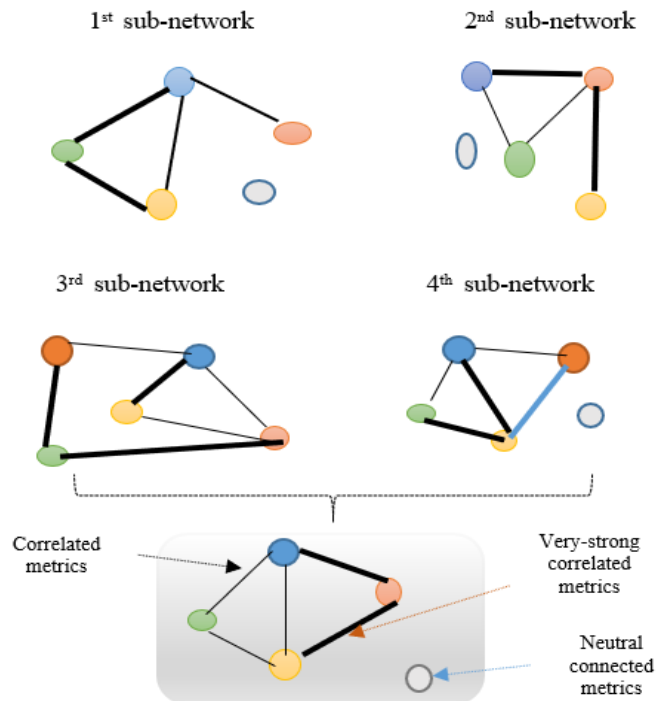 1st sub-network
2nd sub-network
3rd sub-network
4th sub-network
Correlated
metrics
Very-strong
correlated
metrics
Neutral
connected
metrics